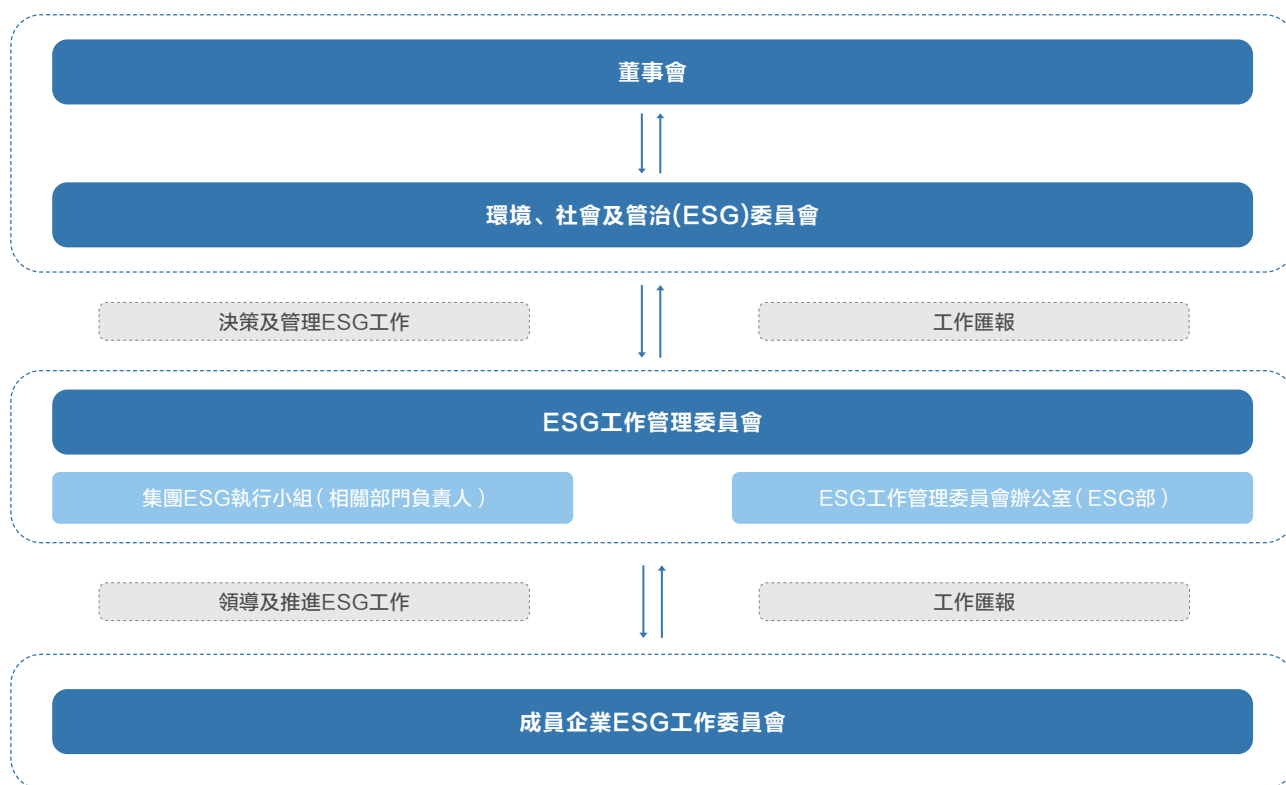 董事會
環境、社會及管治(ESG)委員會
決策及管理ESG工作
工作匯報
ESG工作管理委員會
集團ESG執行小組（相關部門負責人）
ESG工作管理委員會辦公室（ESG部）
領導及推進ESG工作
工作匯報
成員企業ESG工作委員會